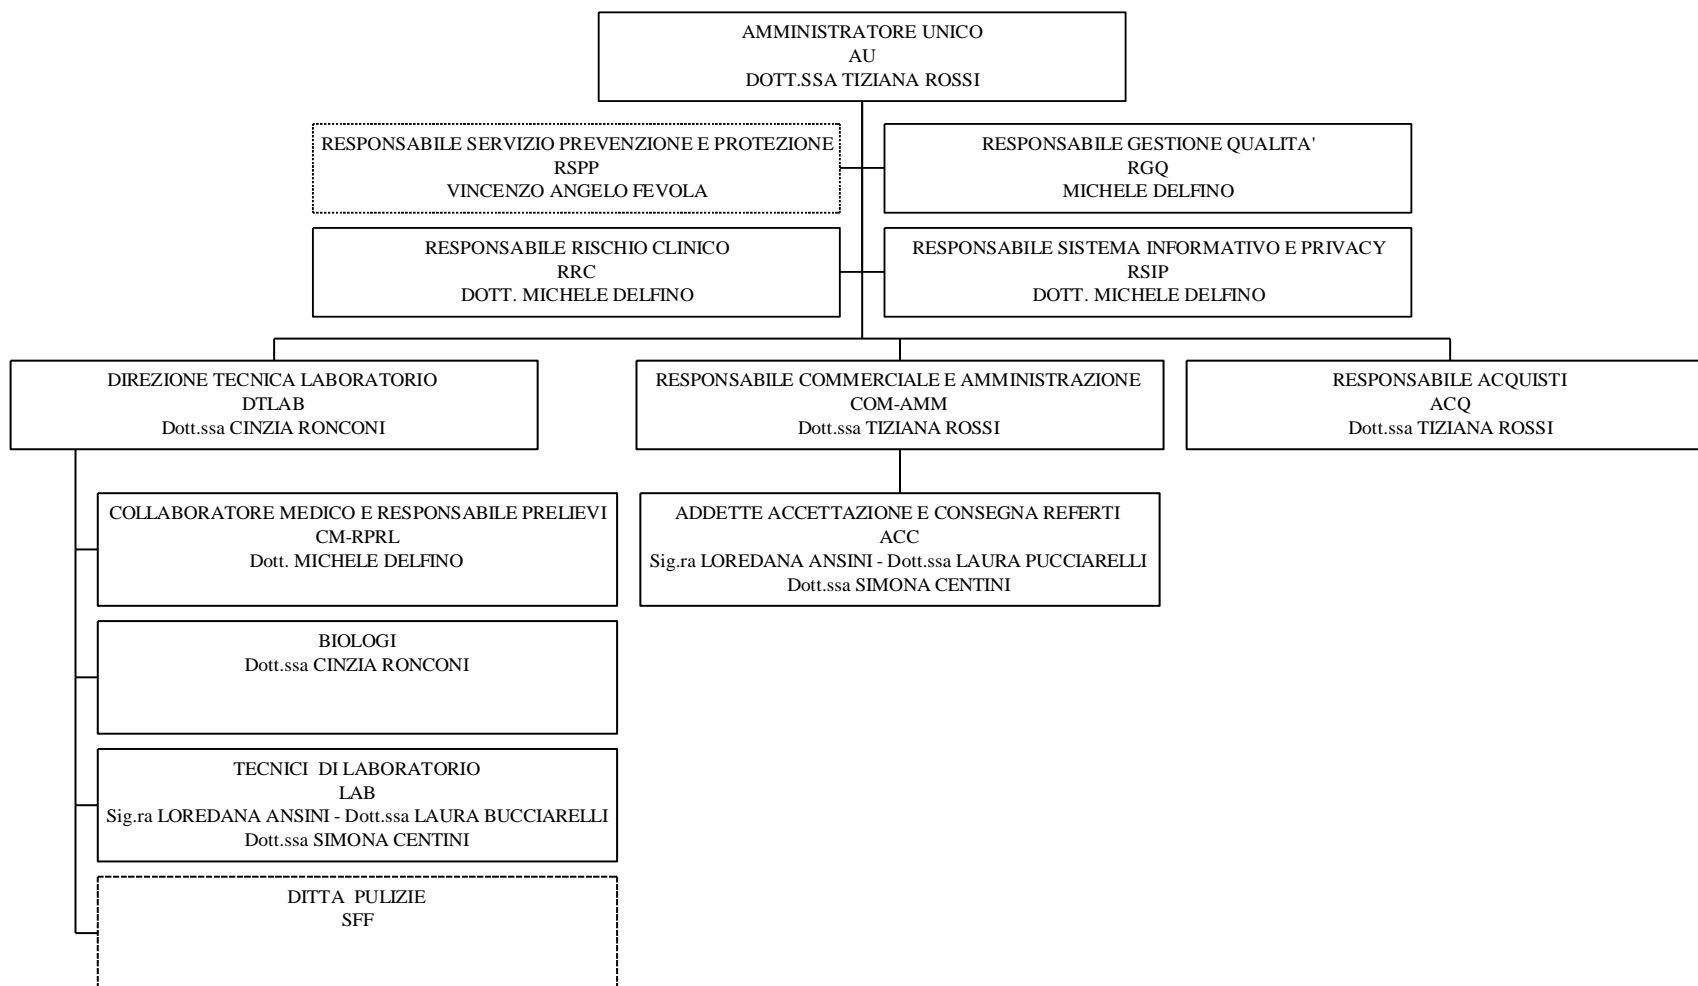 AMMINISTRATORE UNICO
AU
DOTT.SSA TIZIANA ROSSI
RESPONSABILE SERVIZIO PREVENZIONE E PROTEZIONE
RSPP
VINCENZO ANGELO FEVOLA
RESPONSABILE GESTIONE QUALITA'
RGQ
MICHELE DELFINO
RESPONSABILE RISCHIO CLINICO
RRC
DOTT. MICHELE DELFINO
RESPONSABILE SISTEMA INFORMATIVO E PRIVACY
RSIP
DOTT. MICHELE DELFINO
DIREZIONE TECNICA LABORATORIO
DTLAB
Dott.ssa CINZIA RONCONI
RESPONSABILE COMMERCIALE E AMMINISTRAZIONE
COM-AMM
Dott.ssa TIZIANA ROSSI
RESPONSABILE ACQUISTI
ACQ
Dott.ssa TIZIANA ROSSI
COLLABORATORE MEDICO E RESPONSABILE PRELIEVI
CM-RPRL
Dott. MICHELE DELFINO
ADDETTE ACCETTAZIONE E CONSEGNA REFERTI
ACC
Sig.ra LOREDANA ANSINI - Dott.ssa LAURA PUCCIARELLI
Dott.ssa SIMONA CENTINI
BIOLOGI
Dott.ssa CINZIA RONCONI
TECNICI DI LABORATORIO
LAB
Sig.ra LOREDANA ANSINI - Dott.ssa LAURA BUCCIARELLI
Dott.ssa SIMONA CENTINI
DITTA PULIZIE
SFF